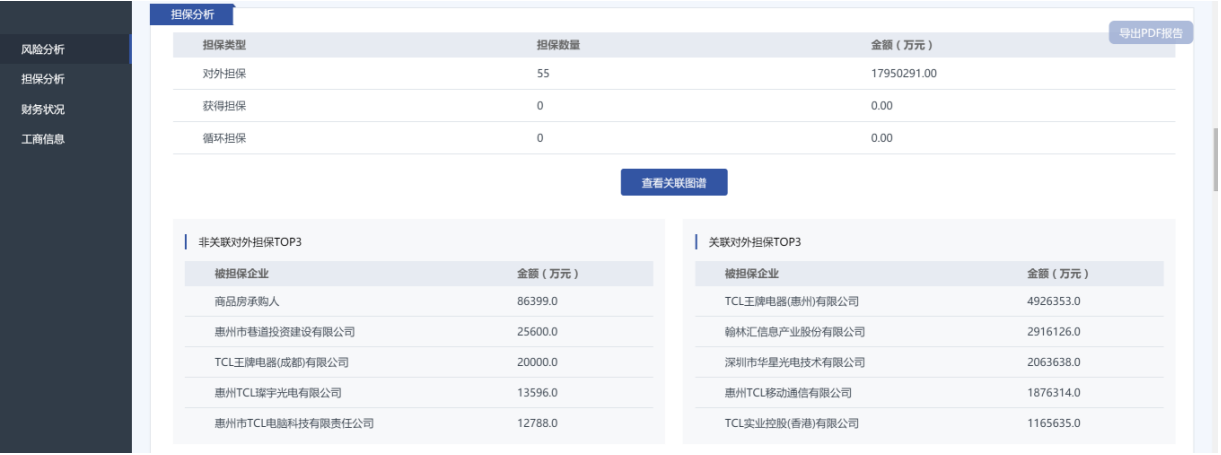 担保分析
导出PDF报告
风险分析
担保分析
财务状况
工商信息
担保类型 担保数量 金额（万元）
对外担保 55 17950291.00
获得担保 0 0.00
循环担保 0 0.00
查看关联图谱
非关联对外担保TOP3
被担保企业 金额（万元）
商品房承购人 86399.0
惠州市巷道投资建设有限公司 25600.0
TCL王牌电器(成都)有限公司 20000.0
惠州TCL璨宇光电有限公司 13596.0
惠州市TCL电脑科技有限责任公司 12788.0
关联对外担保TOP3
被担保企业 金额（万元）
TCL王牌电器(惠州)有限公司 4926353.0
翰林汇信息产业股份有限公司 2916126.0
深圳市华星光电技术有限公司 2063638.0
惠州TCL移动通信有限公司 1876314.0
TCL实业控股(香港)有限公司 1165635.0